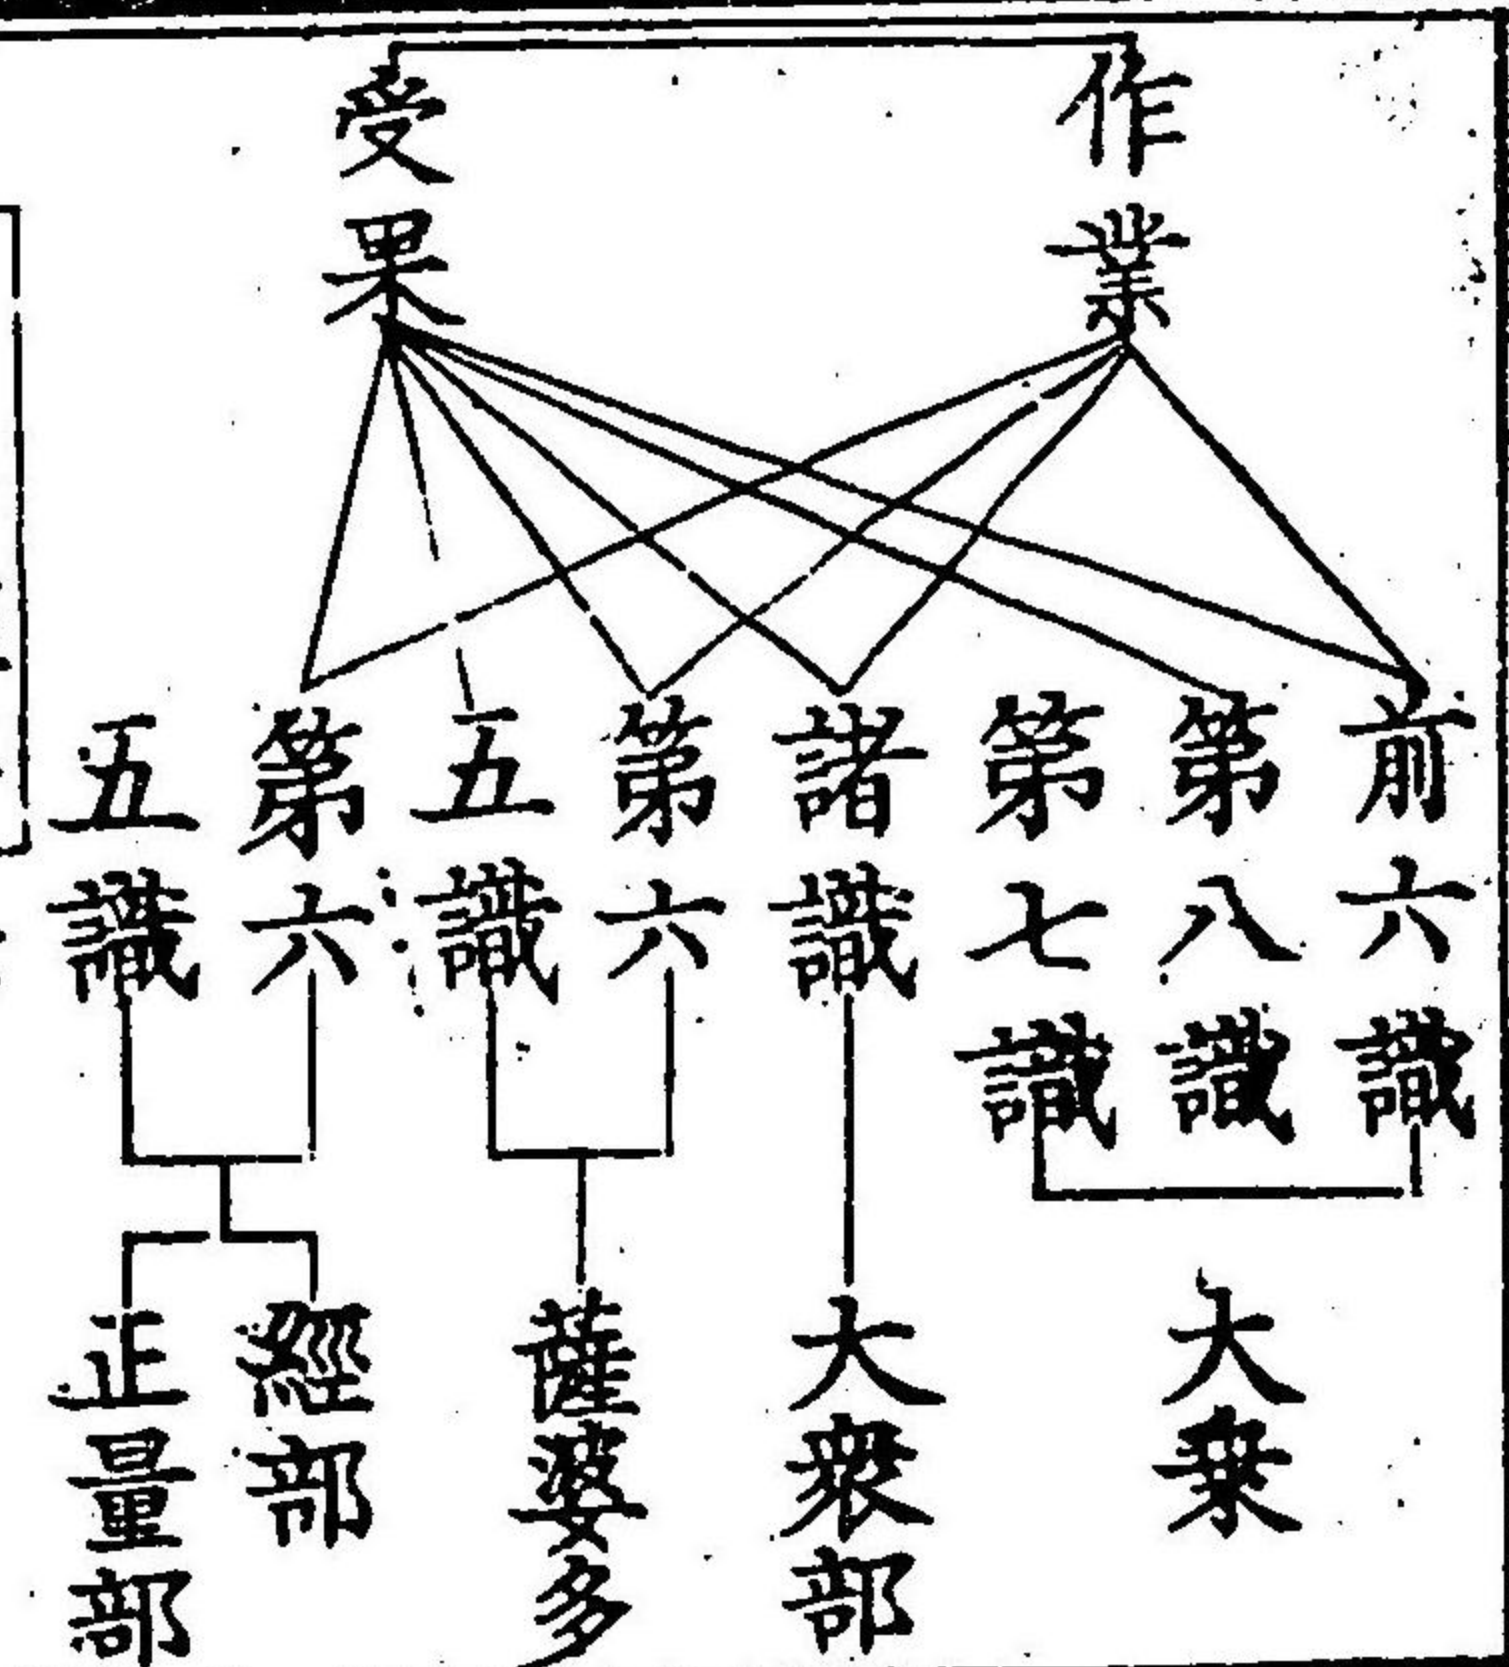 作業
受果
前六識
第八識
第七識
諸識
第六
五識
第六
五識
大乗
大衆部
薩婆多
經部
正量部